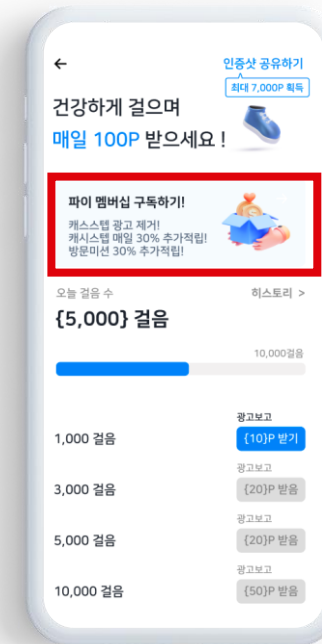 ←
인증샷 공유하기
최대 7,000P 획득
건강하게 걸으며
매일 100P 받으세요 !
파이 멤버십 구독하기!
캐스스텝 광고 제거!
캐시스텝 매일 30% 추가적립!
방문미션 30% 추가적립!
오늘 걸음 수
히스토리 >
{5,000} 걸음
10,000걸음
광고보고
1,000 걸음
{10}P 받기
광고보고
3,000 걸음
{20}P 받음
광고보고
5,000 걸음
{20}P 받음
광고보고
10,000 걸음
{50}P 받음